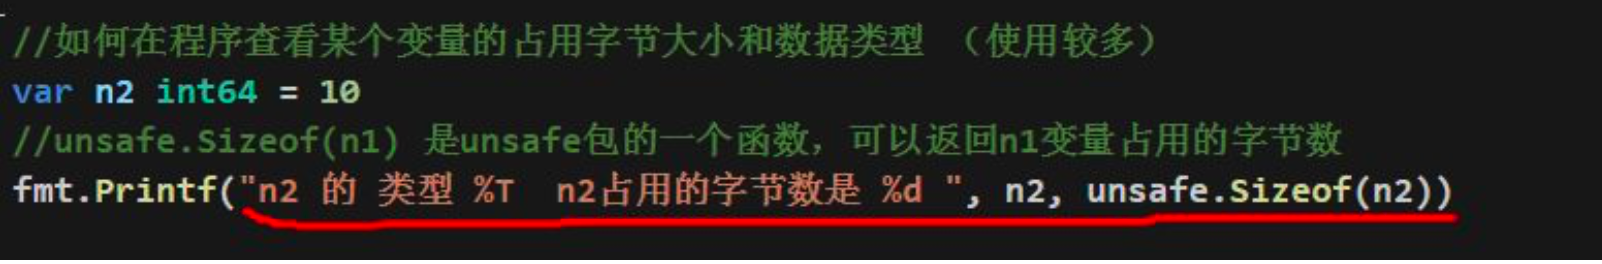 //如何在程序查看某个变量的占用字节大小和数据类型 （使用较多）
var n2 int64 = 10
//unsafe.Sizeof(n1) 是unsafe包的一个函数，可以返回n1变量占用的字节数
fmt.Printf("n2 的 类型 %T  n2占用的字节数是 %d ", n2, unsafe.Sizeof(n2))